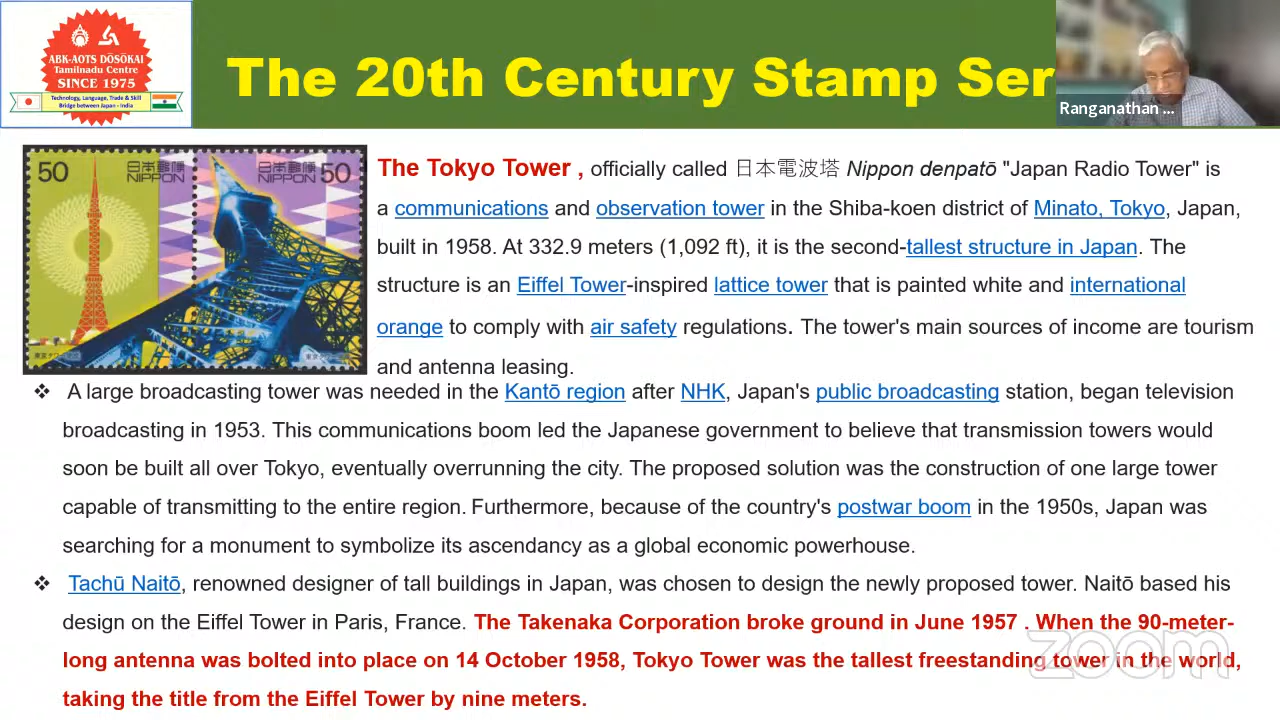 ABK-AOTS DŌSŌKAI
Tamilnadu Centre
SINCE 1975
Technology, Language, Trade & Skill
Bridge between Japan - India
The 20th Century Stamp Ser
Ranganathan ...
50
日本郵便
NIPPON
日本郵便
NIPPON
50
The Tokyo Tower , officially called 日本電波塔 Nippon denpatō "Japan Radio Tower" is
a communications and observation tower in the Shiba-koen district of Minato, Tokyo, Japan,
built in 1958. At 332.9 meters (1,092 ft), it is the second-tallest structure in Japan. The
structure is an Eiffel Tower-inspired lattice tower that is painted white and international
orange to comply with air safety regulations. The tower's main sources of income are tourism
and antenna leasing.
❖ A large broadcasting tower was needed in the Kantō region after NHK, Japan's public broadcasting station, began television
broadcasting in 1953. This communications boom led the Japanese government to believe that transmission towers would
soon be built all over Tokyo, eventually overrunning the city. The proposed solution was the construction of one large tower
capable of transmitting to the entire region. Furthermore, because of the country's postwar boom in the 1950s, Japan was
searching for a monument to symbolize its ascendancy as a global economic powerhouse.
❖ Tachū Naitō, renowned designer of tall buildings in Japan, was chosen to design the newly proposed tower. Naitō based his
design on the Eiffel Tower in Paris, France. The Takenaka Corporation broke ground in June 1957 . When the 90-meter-
long antenna was bolted into place on 14 October 1958, Tokyo Tower was the tallest freestanding tower in the world,
taking the title from the Eiffel Tower by nine meters.
zoom